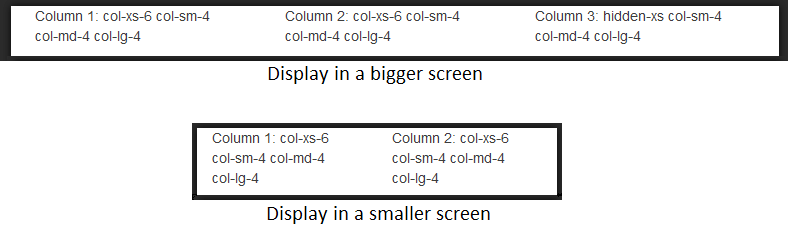 Column 1: col-xs-6 col-sm-4
col-md-4 col-lg-4
Column 2: col-xs-6 col-sm-4
col-md-4 col-lg-4
Column 3: hidden-xs col-sm-4
col-md-4 col-lg-4
Display in a bigger screen
Column 1: col-xs-6
col-sm-4 col-md-4
col-lg-4
Column 2: col-xs-6
col-sm-4 col-md-4
col-lg-4
Display in a smaller screen